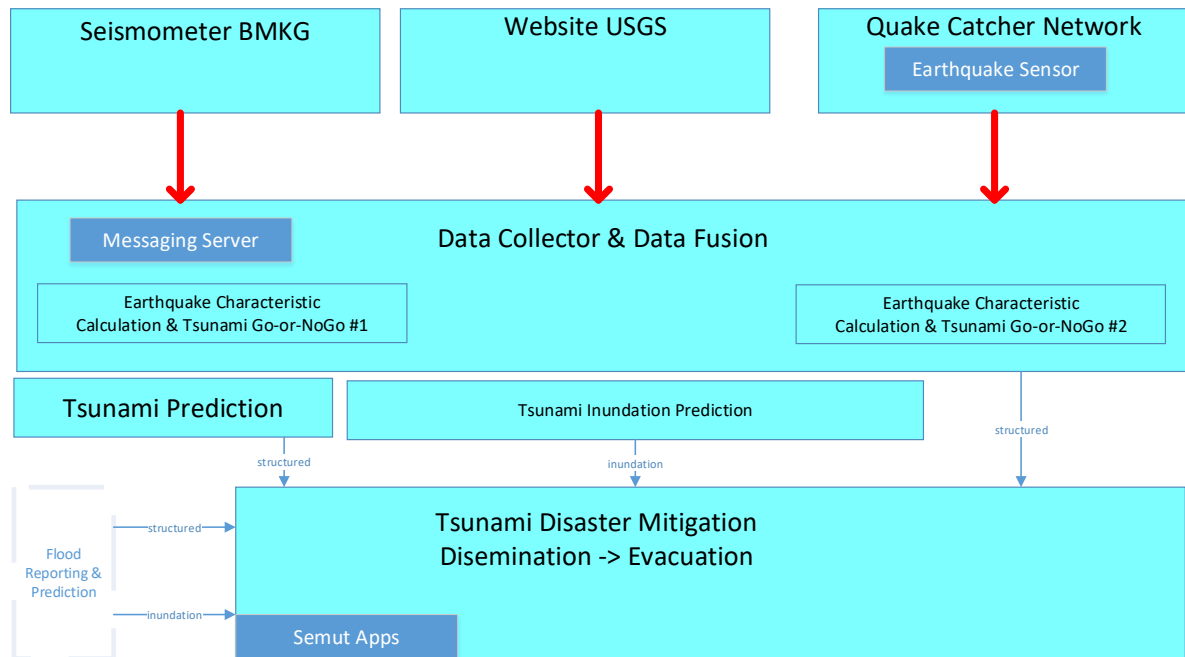 Seismometer BMKG
Website USGS
Quake Catcher Network
Earthquake Sensor
Messaging Server
Data Collector & Data Fusion
Earthquake Characteristic
Calculation & Tsunami Go-or-NoGo #1
Earthquake Characteristic
Calculation & Tsunami Go-or-NoGo #2
Tsunami Prediction
Tsunami Inundation Prediction
structured
structured
inundation
Flood
Reporting &
Prediction
structured
inundation
Tsunami Disaster Mitigation
Disemination -> Evacuation
Semut Apps